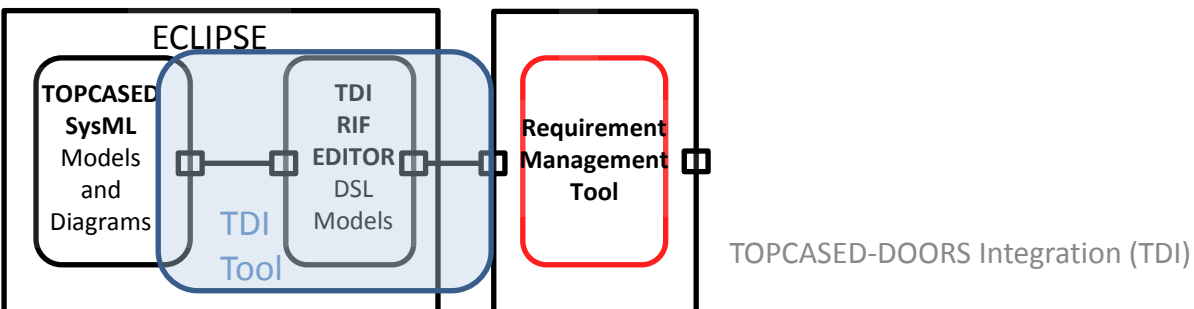 ECLIPSE
TOPCASED
SysML
Models
and
Diagrams
TDI
Tool
TDI
RIF
EDITOR
DSL
Models
Requirement
Management
Tool
TOPCASED-DOORS Integration (TDI)